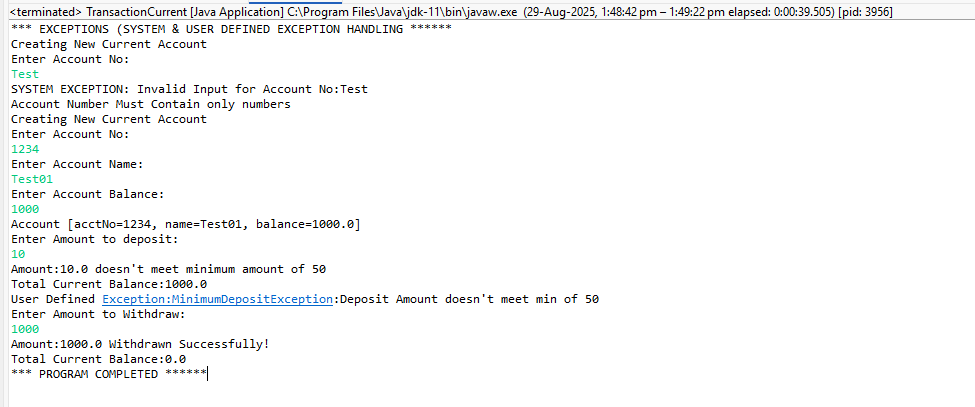 <terminated> TransactionCurrent [Java Application] C:\Program Files\Java\jdk-11\bin\javaw.exe (29-Aug-2025, 1:48:42 pm – 1:49:22 pm elapsed: 0:00:39.505) [pid: 3956]
*** EXCEPTIONS (SYSTEM & USER DEFINED EXCEPTION HANDLING ******
Creating New Current Account
Enter Account No:
Test
SYSTEM EXCEPTION: Invalid Input for Account No:Test
Account Number Must Contain only numbers
Creating New Current Account
Enter Account No:
1234
Enter Account Name:
Test01
Enter Account Balance:
1000
Account [acctNo=1234, name=Test01, balance=1000.0]
Enter Amount to deposit:
10
Amount:10.0 doesn't meet minimum amount of 50
Total Current Balance:1000.0
User Defined Exception:MinimumDepositException:Deposit Amount doesn't meet min of 50
Enter Amount to Withdraw:
1000
Amount:1000.0 Withdrawn Successfully!
Total Current Balance:0.0
*** PROGRAM COMPLETED ******